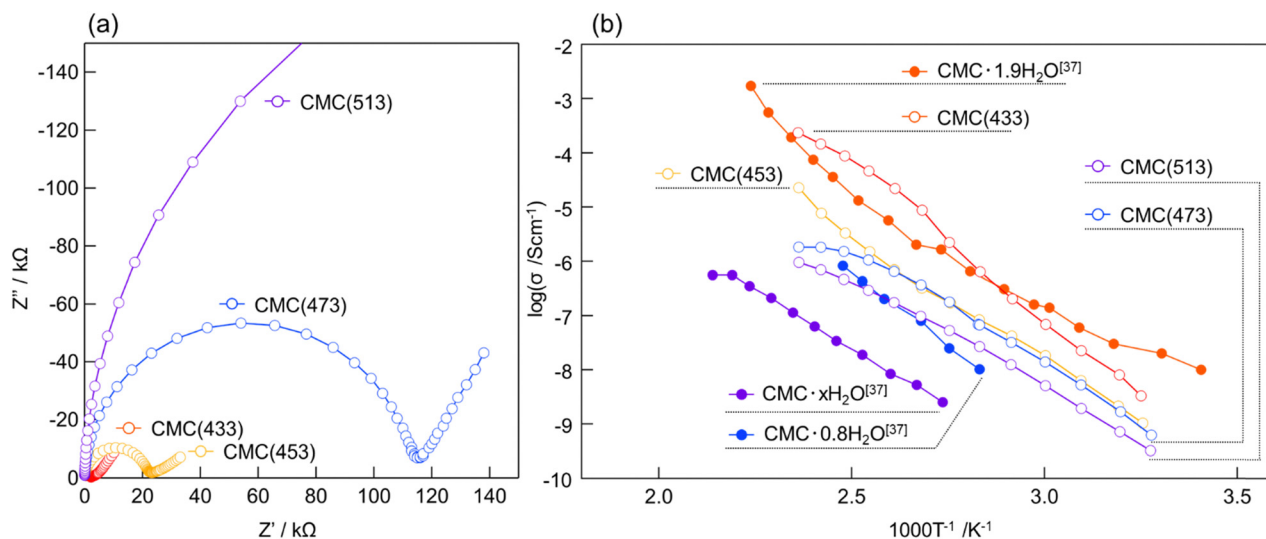 (a)
-140
-120
-100
-80
-60
-40
-20
0
Z'' / kΩ
CMC(513)
CMC(473)
CMC(433)
CMC(453)
0 20 40 60 80 100 120 140
Z' / kΩ
(b)
-2
-3
-4
-5
-6
-7
-8
-9
-10
log(σ /Scm⁻¹)
CMC・1.9H₂O[37]
CMC(433)
CMC(453)
CMC(513)
CMC(473)
CMC・xH₂O[37]
CMC・0.8H₂O[37]
2.0 2.5 3.0 3.5
1000T⁻¹ /K⁻¹